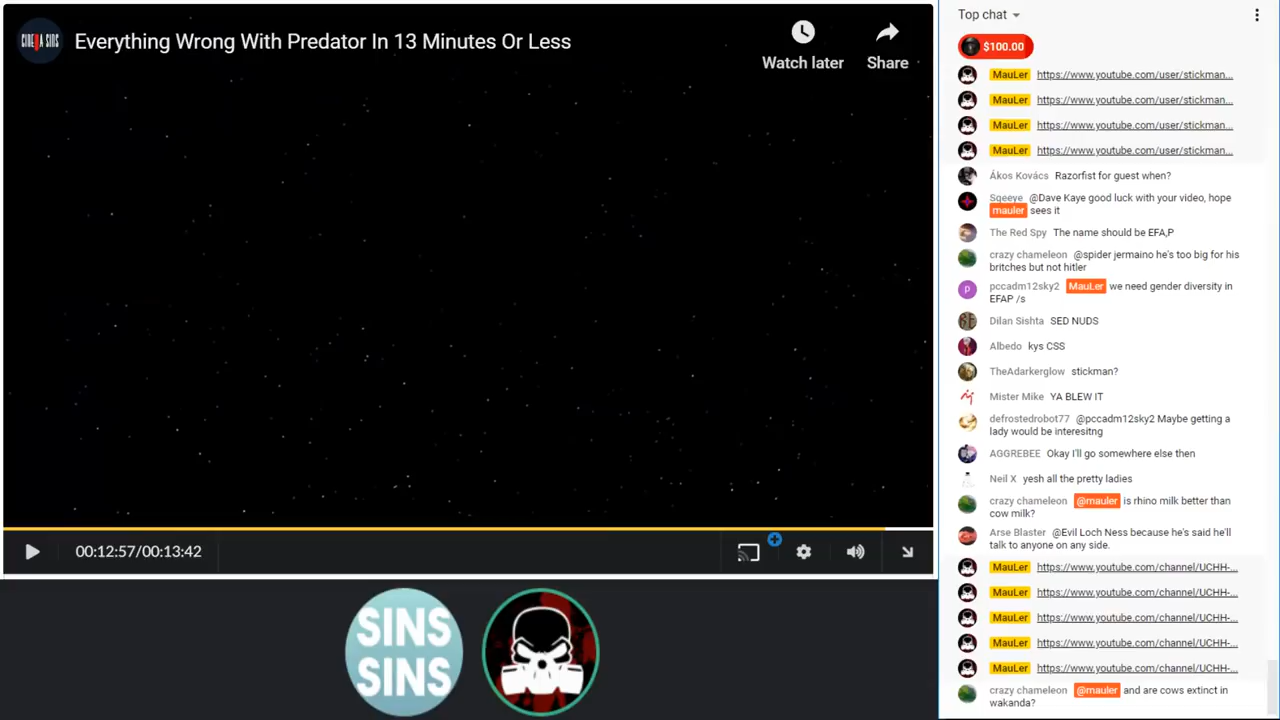 CINEMA SINS
Everything Wrong With Predator In 13 Minutes Or Less
Watch later
Share
00:12:57/00:13:42
SINS
SINS
Top chat
$100.00
MauLer https://www.youtube.com/user/stickman...
MauLer https://www.youtube.com/user/stickman...
MauLer https://www.youtube.com/user/stickman...
MauLer https://www.youtube.com/user/stickman...
Ákos Kovács Razorfist for guest when?
Sqeeye @Dave Kaye good luck with your video, hope
mauler sees it
The Red Spy The name should be EFA,P
crazy chameleon @spider jermaino he's too big for his
britches but not hitler
P
pccadm12sky2 MauLer we need gender diversity in
EFAP /s
Dilan Sishta SED NUDS
Albedo kys CSS
TheAdarkerglow stickman?
Mister Mike YA BLEW IT
defrostedrobot77 @pccadm12sky2 Maybe getting a
lady would be interesitng
AGGREBEE Okay I'll go somewhere else then
Neil X yesh all the pretty ladies
crazy chameleon @mauler is rhino milk better than
cow milk?
Arse Blaster @Evil Loch Ness because he's said he'll
talk to anyone on any side.
MauLer https://www.youtube.com/channel/UCHH-...
MauLer https://www.youtube.com/channel/UCHH-...
MauLer https://www.youtube.com/channel/UCHH-...
MauLer https://www.youtube.com/channel/UCHH-...
MauLer https://www.youtube.com/channel/UCHH-...
crazy chameleon @mauler and are cows extinct in
wakanda?